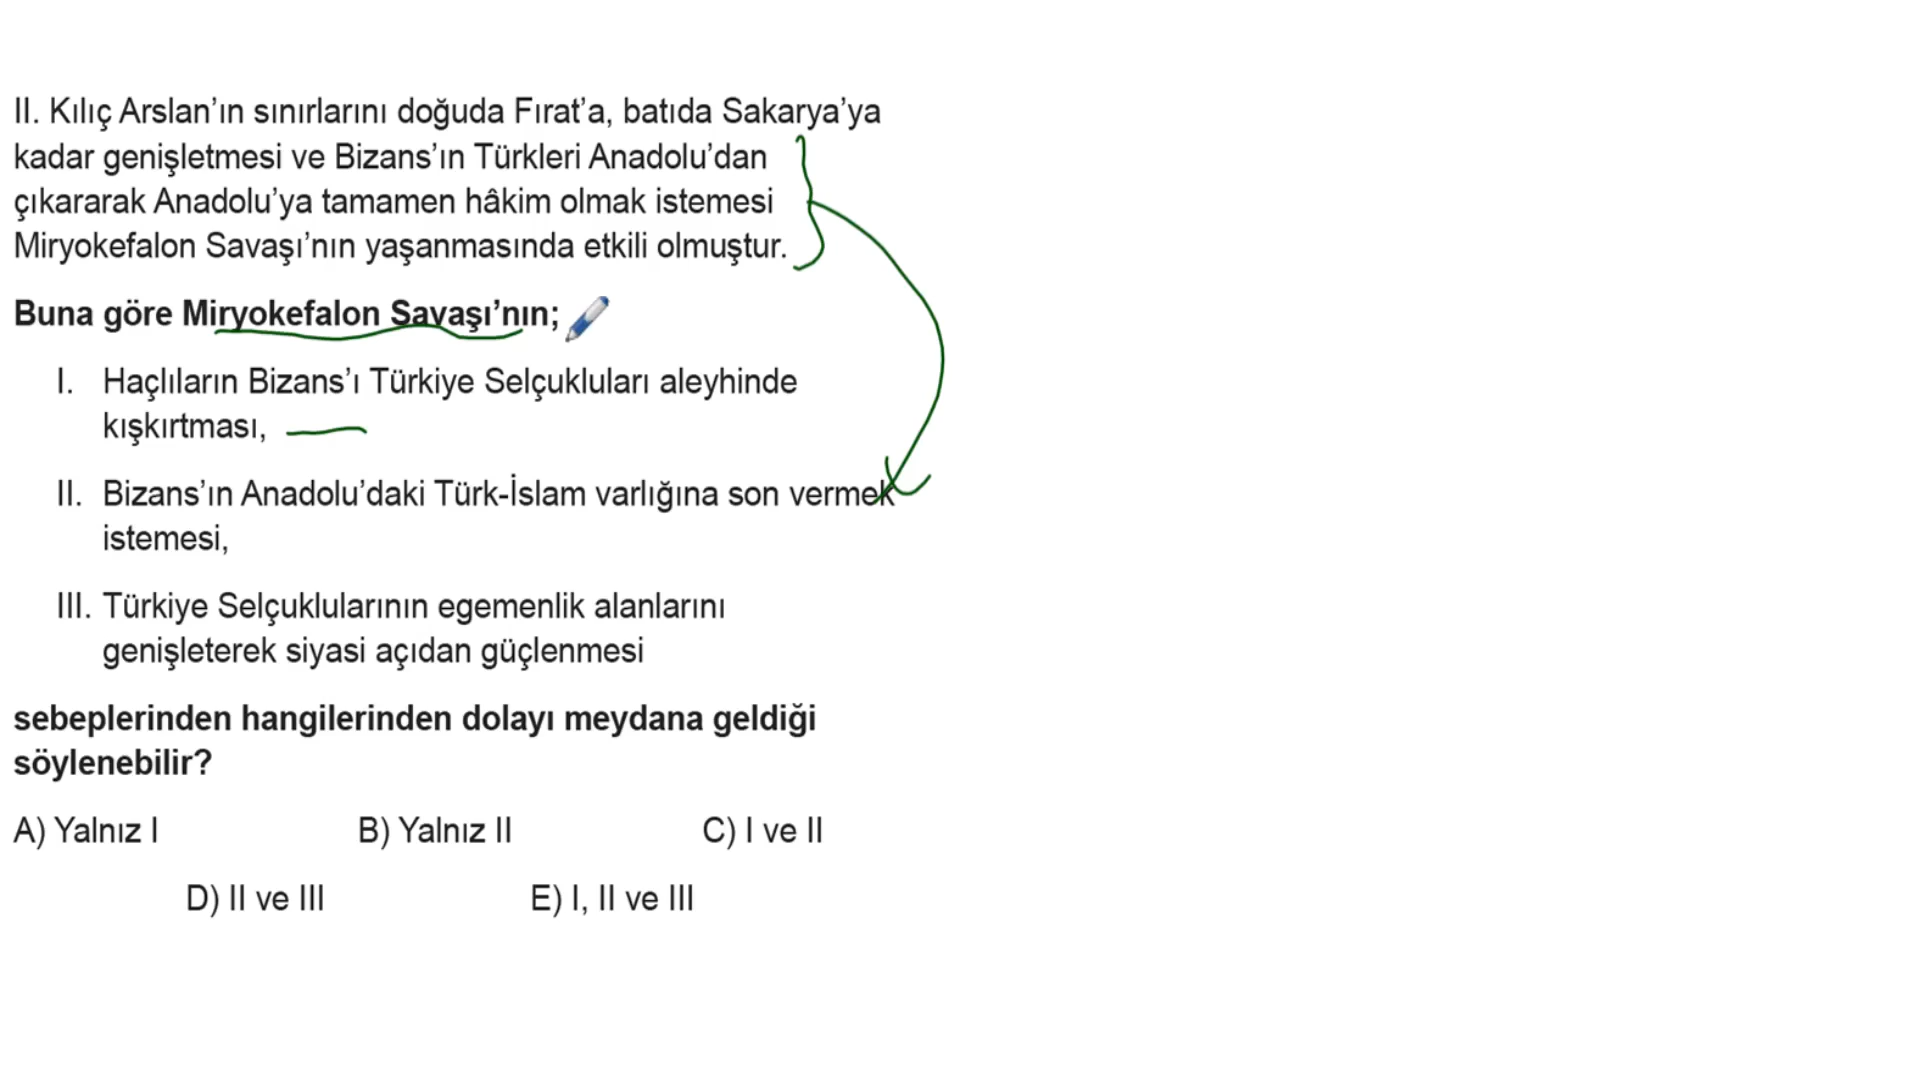 II. Kılıç Arslan’ın sınırlarını doğuda Fırat’a, batıda Sakarya’ya
kadar genişletmesi ve Bizans’ın Türkleri Anadolu’dan
çıkararak Anadolu’ya tamamen hâkim olmak istemesi
Miryokefalon Savaşı’nın yaşanmasında etkili olmuştur.
Buna göre Miryokefalon Savaşı’nın;
I. Haçlıların Bizans’ı Türkiye Selçukluları aleyhinde
kışkırtması,
II. Bizans’ın Anadolu’daki Türk-İslam varlığına son vermek
istemesi,
III. Türkiye Selçuklularının egemenlik alanlarını
genişleterek siyasi açıdan güçlenmesi
sebeplerinden hangilerinden dolayı meydana geldiği
söylenebilir?
A) Yalnız I B) Yalnız II C) I ve II
D) II ve III E) I, II ve III